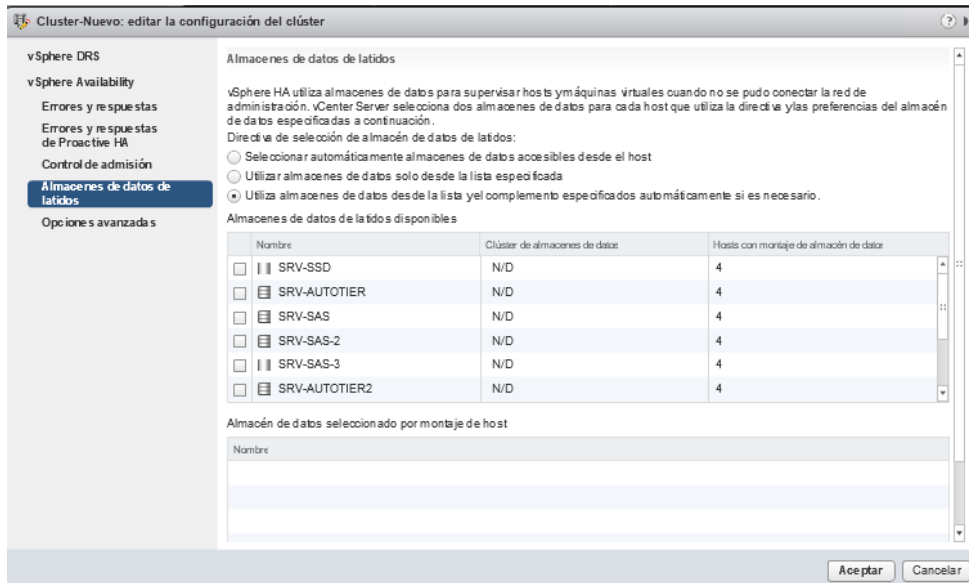 Cluster-Nuevo: editar la configuración del clúster
vSphere DRS
vSphere Availability
Errores y respuestas
Errores y respuestas
de Proactive HA
Control de admisión
Almacenes de datos de
latidos
Opciones avanzadas
Almacenes de datos de latidos
vSphere HA utiliza almacenes de datos para supervisar hosts y máquinas virtuales cuando no se pudo conectar la red de
administración. vCenter Server selecciona dos almacenes de datos para cada host que utiliza la directiva y las preferencias del almacén
de datos especificadas a continuación.
Directiva de selección de almacén de datos de latidos:
Seleccionar automáticamente almacenes de datos accesibles desde el host
Utilizar almacenes de datos solo desde la lista especificada
Utiliza almacenes de datos desde la lista y el complemento especificados automáticamente si es necesario.
Almacenes de datos de latidos disponibles
Nombre Clúster de almacenes de datos Hosts con montaje de almacén de datos
SRV-SSD N/D 4
SRV-AUTOTIER N/D 4
SRV-SAS N/D 4
SRV-SAS-2 N/D 4
SRV-SAS-3 N/D 4
SRV-AUTOTIER2 N/D 4
Almacén de datos seleccionado por montaje de host
Nombre
Aceptar Cancelar